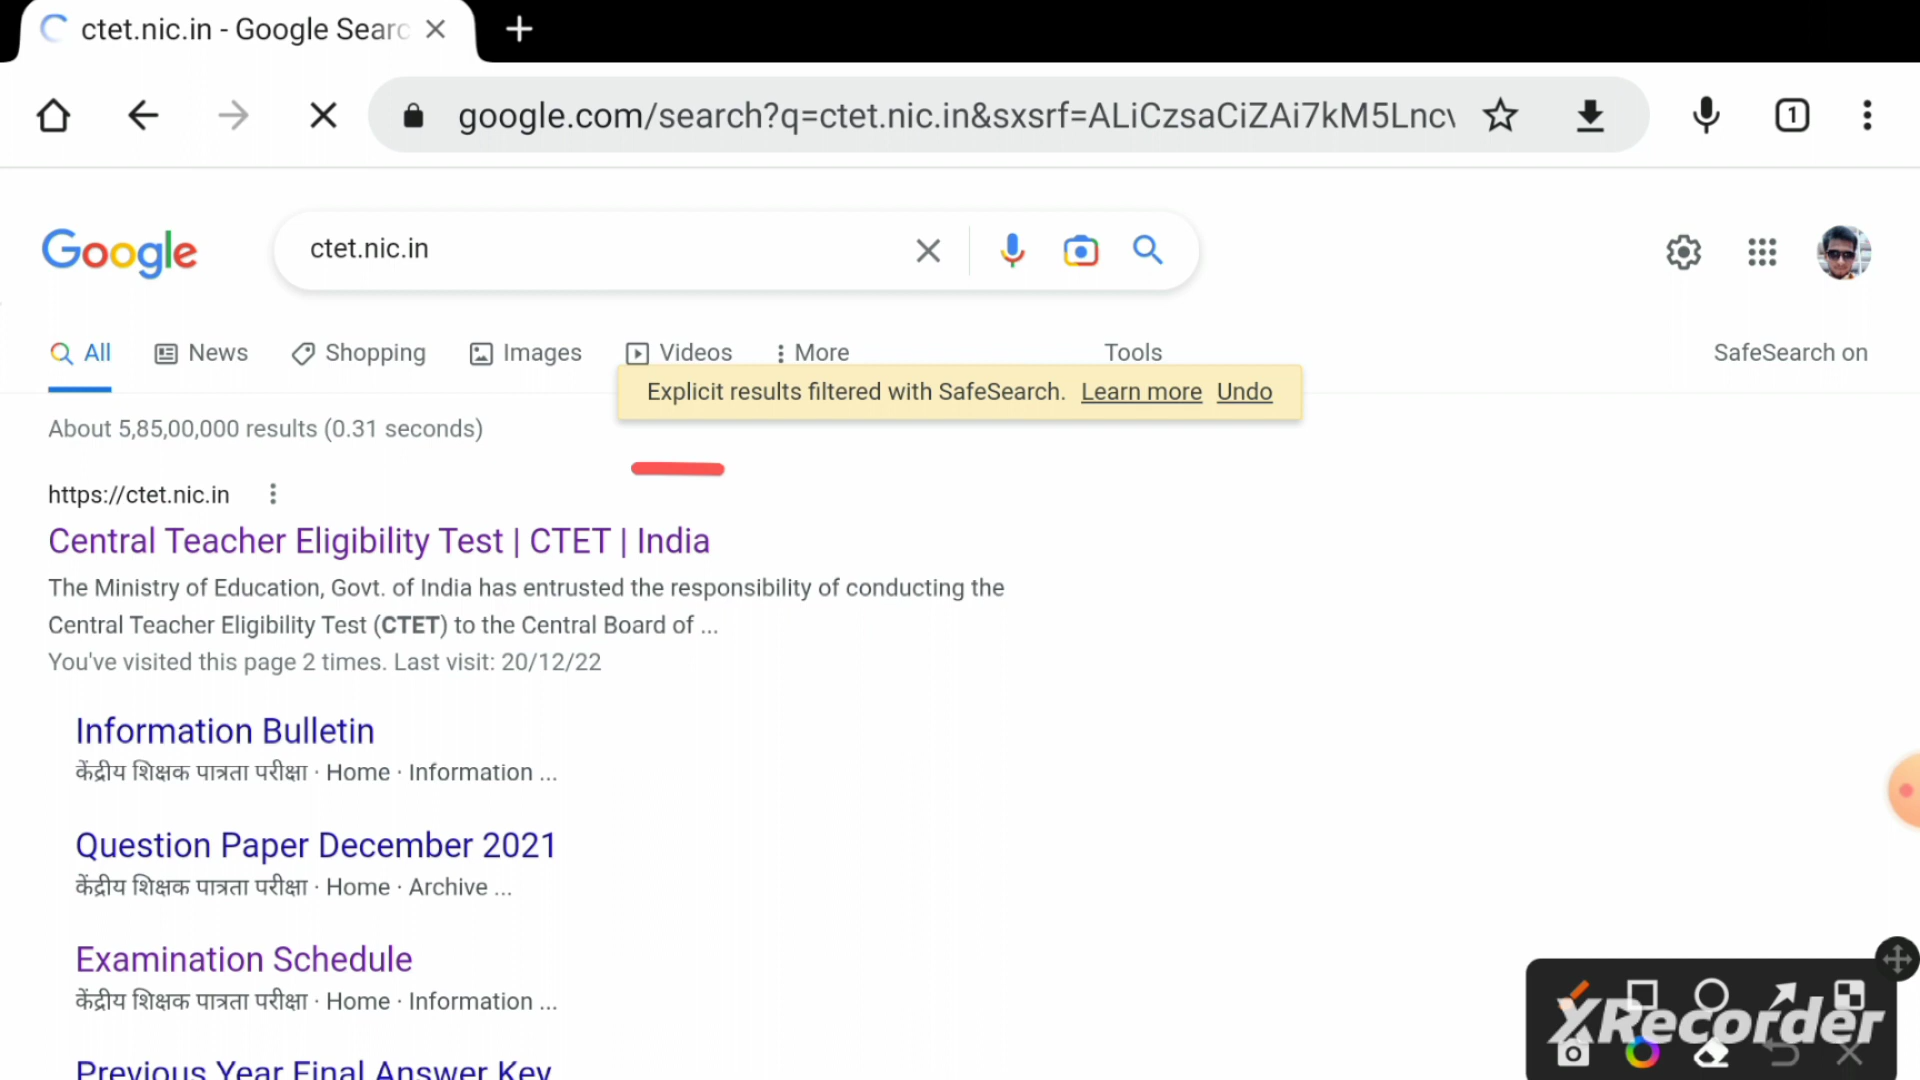 ctet.nic.in - Google Searc
google.com/search?q=ctet.nic.in&sxsrf=ALiCzsaCiZAi7kM5Lncv
1
Google
ctet.nic.in
All
News
Shopping
Images
Videos
More
Tools
SafeSearch on
Explicit results filtered with SafeSearch. Learn more Undo
About 5,85,00,000 results (0.31 seconds)
https://ctet.nic.in
Central Teacher Eligibility Test | CTET | India
The Ministry of Education, Govt. of India has entrusted the responsibility of conducting the
Central Teacher Eligibility Test (CTET) to the Central Board of ...
You've visited this page 2 times. Last visit: 20/12/22
Information Bulletin
केंद्रीय शिक्षक पात्रता परीक्षा · Home · Information ...
Question Paper December 2021
केंद्रीय शिक्षक पात्रता परीक्षा · Home · Archive ...
Examination Schedule
केंद्रीय शिक्षक पात्रता परीक्षा · Home · Information ...
Previous Year Final Answer Key
XRecorder